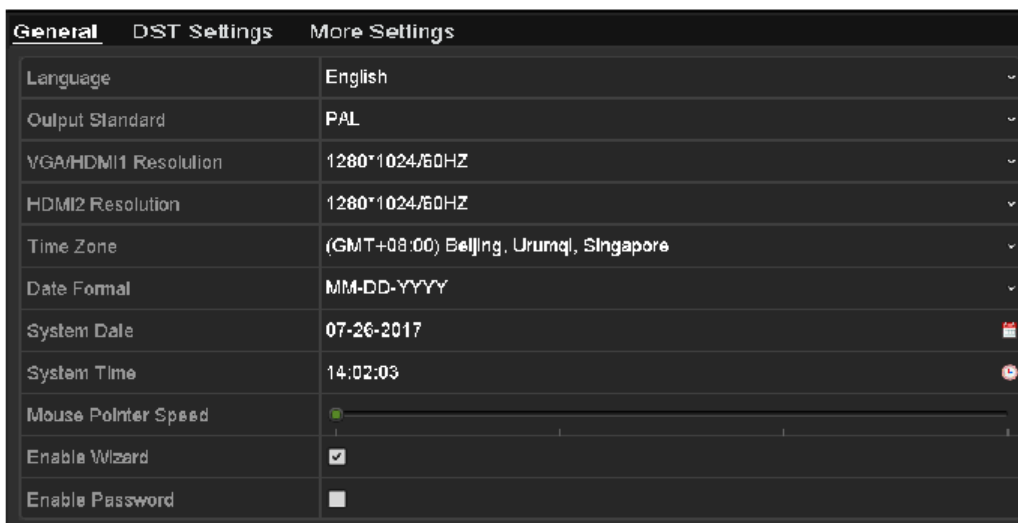 General DST Settings More Settings
Language English
Output Standard PAL
VGA/HDMI1 Resolution 1280*1024/60HZ
HDMI2 Resolution 1280*1024/60HZ
Time Zone (GMT+08:00) Beijing, Urumqi, Singapore
Date Format MM-DD-YYYY
System Date 07-26-2017
System Time 14:02:03
Mouse Pointer Speed
Enable Wizard
Enable Password